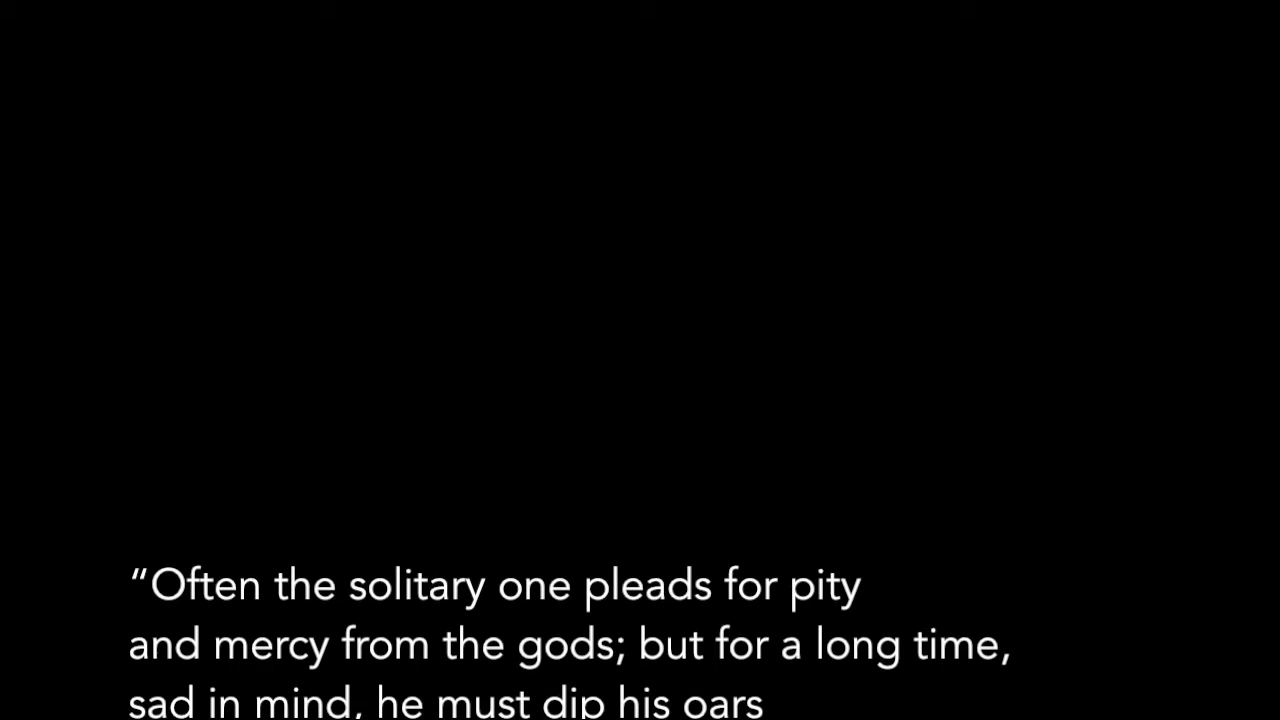 “Often the solitary one pleads for pity
and mercy from the gods; but for a long time,
sad in mind, he must dip his oars